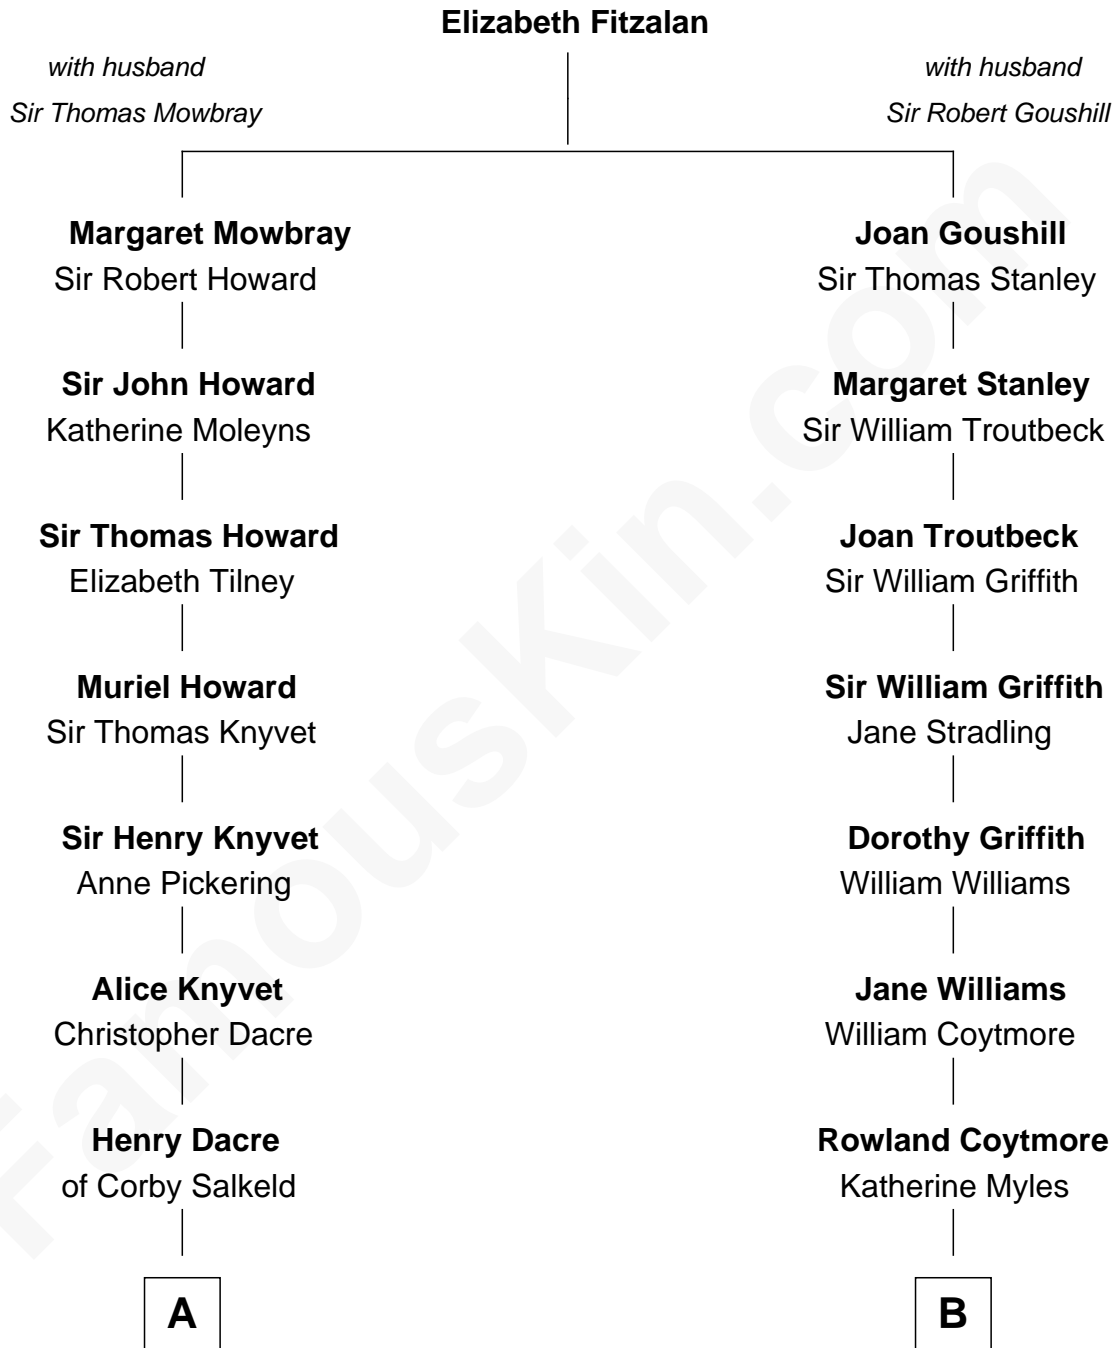 Elizabeth Fitzalan
with husband
Sir Thomas Mowbray
with husband
Sir Robert Goushill
Margaret Mowbray
Sir Robert Howard
Joan Goushill
Sir Thomas Stanley
Sir John Howard
Katherine Moleyns
Margaret Stanley
Sir William Troutbeck
Sir Thomas Howard
Elizabeth Tilney
Joan Troutbeck
Sir William Griffith
Muriel Howard
Sir Thomas Knyvet
Sir William Griffith
Jane Stradling
Sir Henry Knyvet
Anne Pickering
Dorothy Griffith
William Williams
Alice Knyvet
Christopher Dacre
Jane Williams
William Coytmore
Henry Dacre
of Corby Salkeld
Rowland Coytmore
Katherine Myles
A
B
FamousKin.com